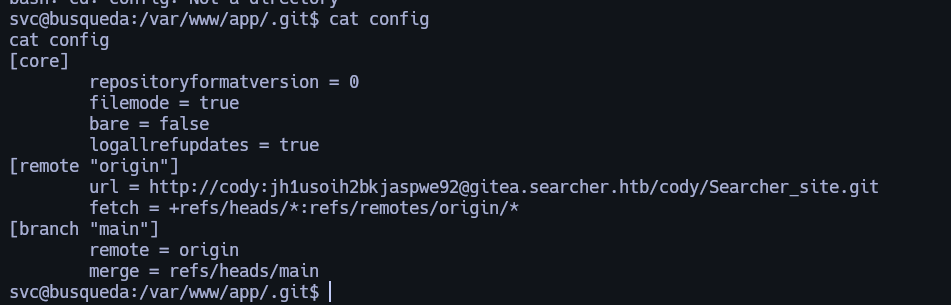 bash: cd: config: Not a directory
svc@busqueda:/var/www/app/.git$ cat config
cat config
[core]
        repositoryformatversion = 0
        filemode = true
        bare = false
        logallrefupdates = true
[remote "origin"]
        url = http://cody:jh1usoih2bkjaspwe92@gitea.searcher.htb/cody/Searcher_site.git
        fetch = +refs/heads/*:refs/remotes/origin/*
[branch "main"]
        remote = origin
        merge = refs/heads/main
svc@busqueda:/var/www/app/.git$